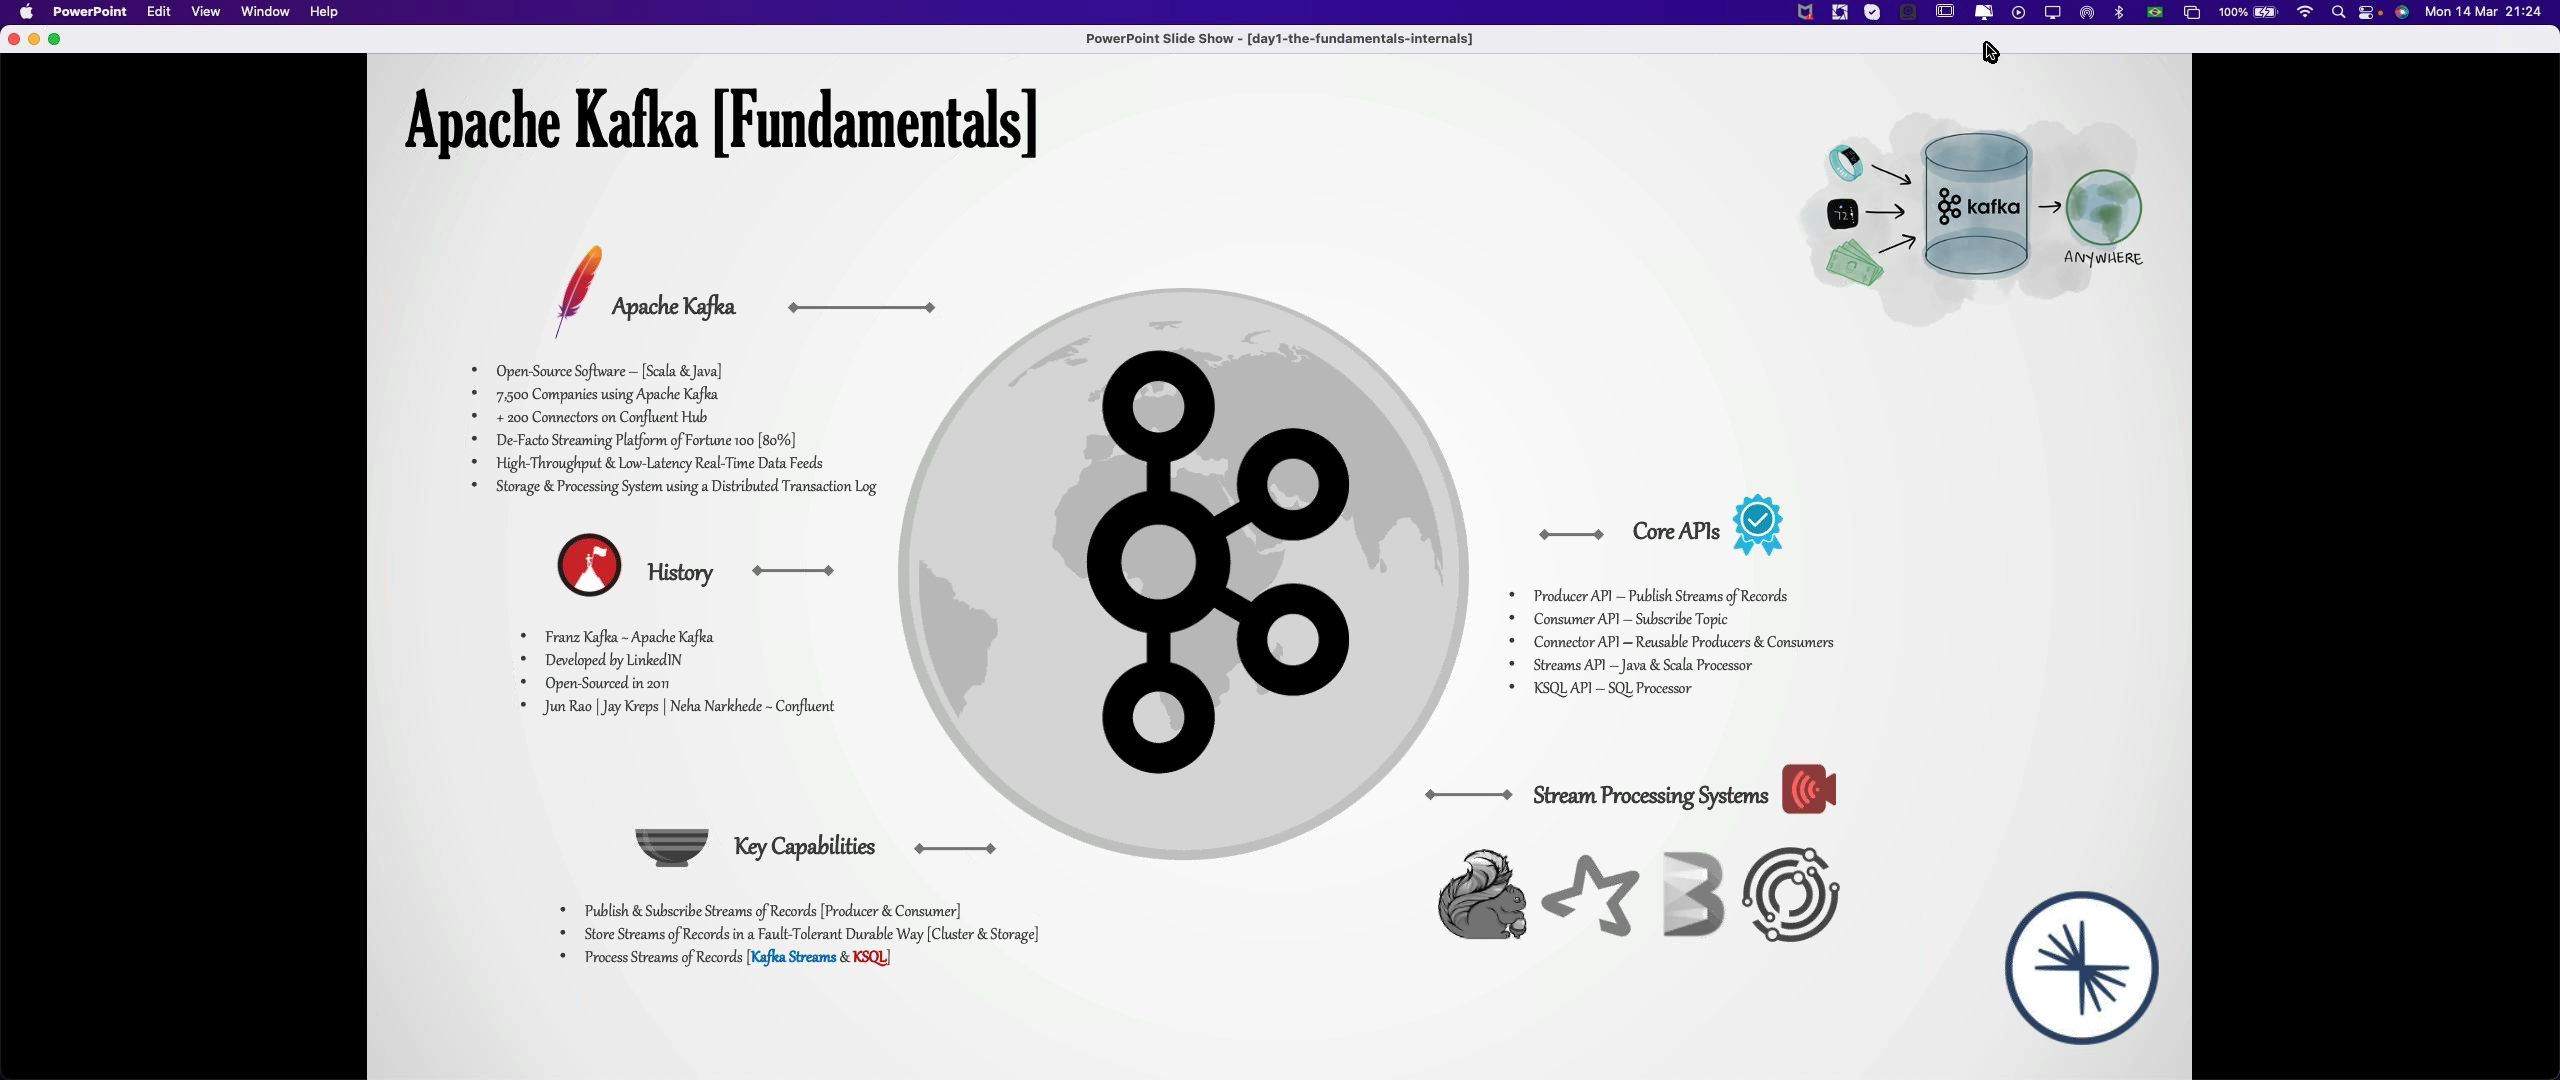 PowerPoint Edit View Window Help
100% Mon 14 Mar 21:24
PowerPoint Slide Show - [day1-the-fundamentals-internals]
Apache Kafka [Fundamentals]
72
kafka
ANYWHERE
Apache Kafka
• Open-Source Software – [Scala & Java]
• 7,500 Companies using Apache Kafka
• + 200 Connectors on Confluent Hub
• De-Facto Streaming Platform of Fortune 100 [80%]
• High-Throughput & Low-Latency Real-Time Data Feeds
• Storage & Processing System using a Distributed Transaction Log
History
• Franz Kafka ~ Apache Kafka
• Developed by LinkedIN
• Open-Sourced in 2011
• Jun Rao | Jay Kreps | Neha Narkhede ~ Confluent
Key Capabilities
• Publish & Subscribe Streams of Records [Producer & Consumer]
• Store Streams of Records in a Fault-Tolerant Durable Way [Cluster & Storage]
• Process Streams of Records [Kafka Streams & KSQL]
Core APIs
• Producer API – Publish Streams of Records
• Consumer API – Subscribe Topic
• Connector API – Reusable Producers & Consumers
• Streams API – Java & Scala Processor
• KSQL API – SQL Processor
Stream Processing Systems